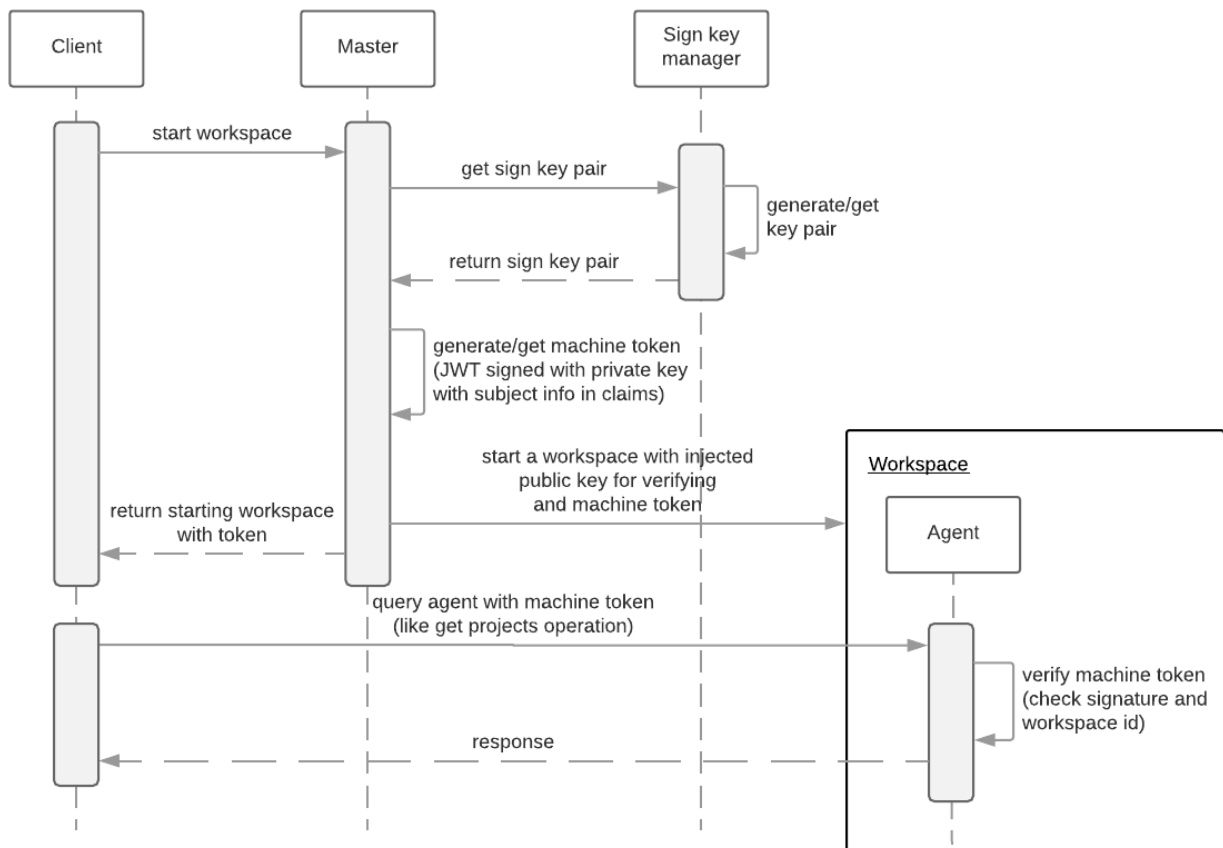 Client
Master
Sign key
manager
start workspace
get sign key pair
generate/get
key pair
return sign key pair
generate/get machine token
(JWT signed with private key
with subject info in claims)
start a workspace with injected
public key for verifying
and machine token
Workspace
return starting workspace
with token
Agent
query agent with machine token
(like get projects operation)
verify machine token
(check signature and
workspace id)
response